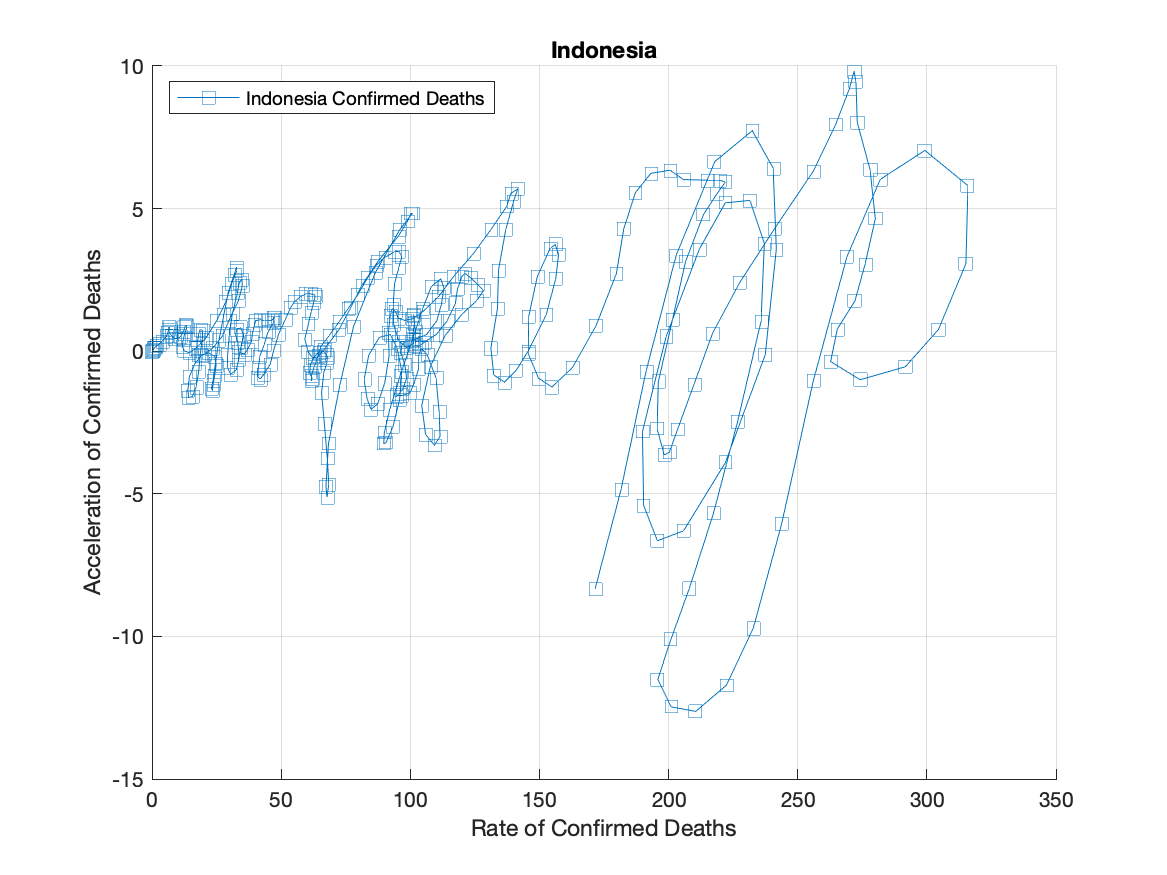 Indonesia
10
Indonesia Confirmed Deaths
5
0
-5
-10
-15
Acceleration of Confirmed Deaths
0 50 100 150 200 250 300 350
Rate of Confirmed Deaths